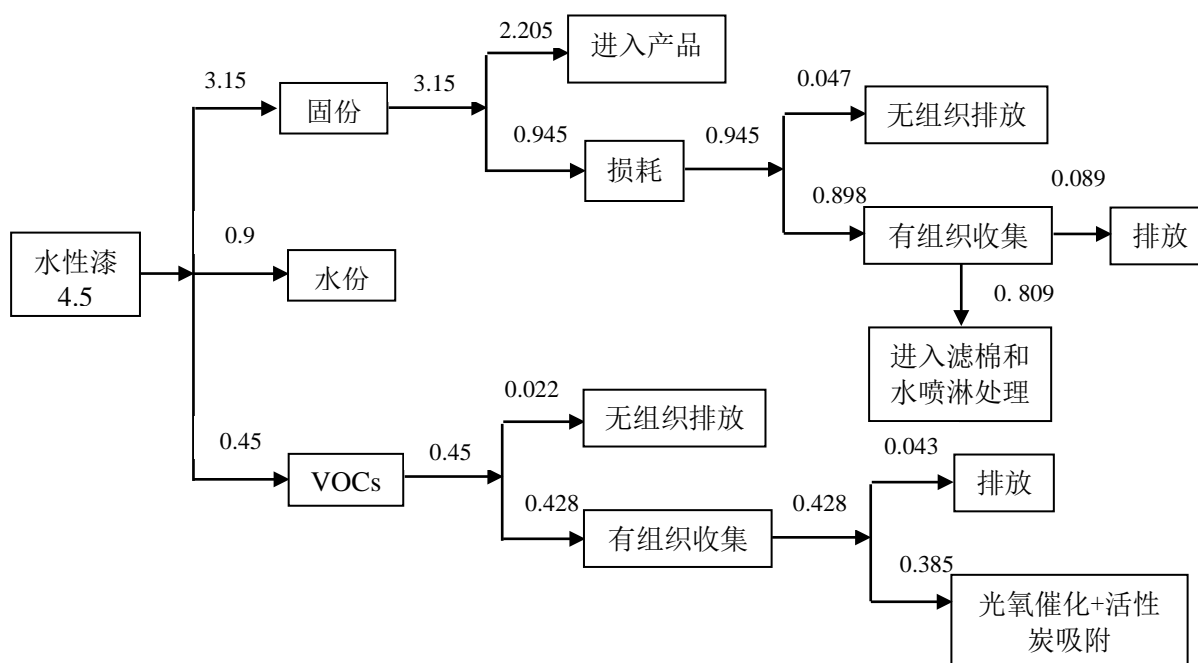 2.205
进入产品
3.15
固份
3.15
0.047
无组织排放
0.945
损耗
0.945
0.898
有组织收集
0.089
排放
0. 809
进入滤棉和
水喷淋处理
水性漆
4.5
0.9
水份
0.45
VOCs
0.45
0.022
无组织排放
0.428
有组织收集
0.428
0.043
排放
0.385
光氧催化+活性
炭吸附